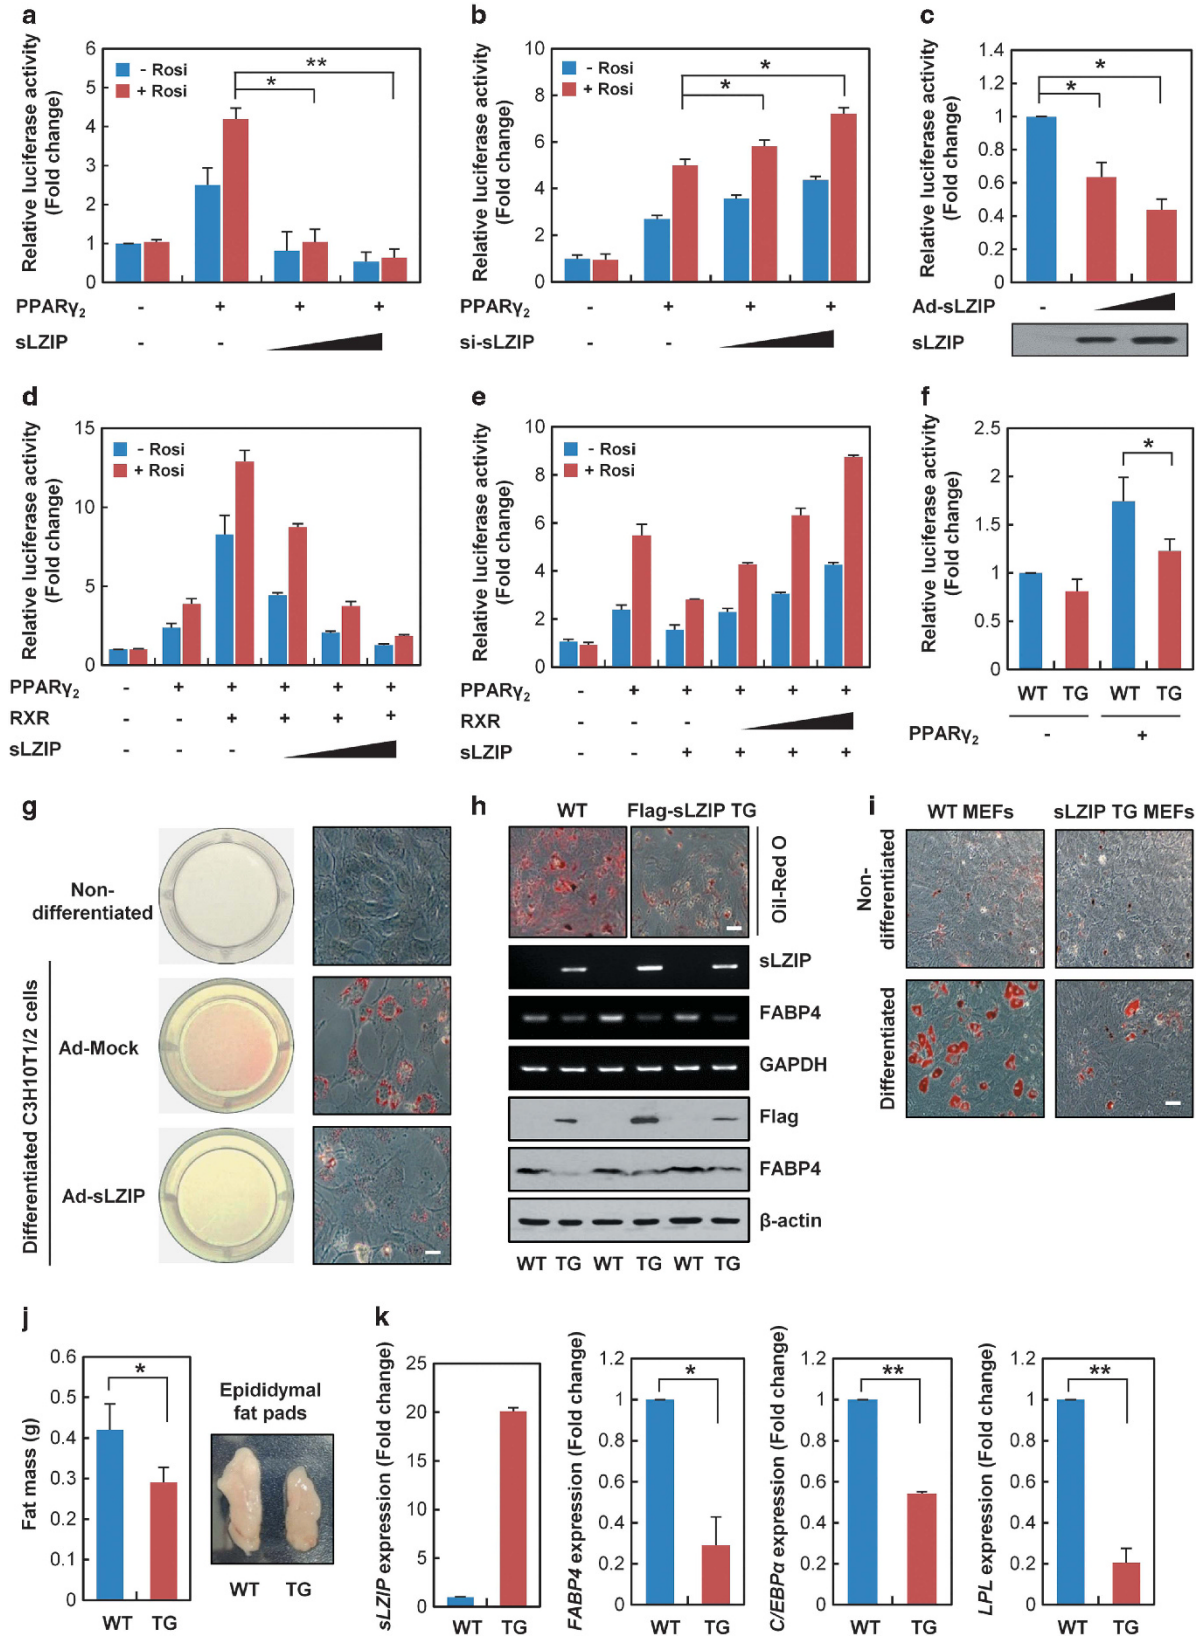 a
Relative luciferase activity
(Fold change)
6
5
4
3
2
1
0
- Rosi
+ Rosi
*
**
PPARγ2 - + + +
sLZIP - -
b
Relative luciferase activity
(Fold change)
10
8
6
4
2
0
- Rosi
+ Rosi
*
*
PPARγ2 - + + +
si-sLZIP - -
c
Relative luciferase activity
(Fold change)
1.4
1.2
1
0.8
0.6
0.4
0.2
0
*
*
Ad-sLZIP -
sLZIP
d
Relative luciferase activity
(Fold change)
15
10
5
0
- Rosi
+ Rosi
PPARγ2 - + + + + +
RXR - - + + + +
sLZIP - - -
e
Relative luciferase activity
(Fold change)
10
8
6
4
2
0
- Rosi
+ Rosi
PPARγ2 - + + + + +
RXR - - -
sLZIP - - + + + +
f
Relative luciferase activity
(Fold change)
2.5
2
1.5
1
0.5
0
*
WT TG WT TG
PPARγ2 - +
g
Non-
differentiated
Differentiated C3H10T1/2 cells
Ad-Mock
Ad-sLZIP
h
WT Flag-sLZIP TG
Oil-Red O
sLZIP
FABP4
GAPDH
Flag
FABP4
β-actin
WT TG WT TG WT TG
i
WT MEFs sLZIP TG MEFs
Non-
differentiated
Differentiated
j
Fat mass (g)
0.6
0.5
0.4
0.3
0.2
0.1
0
*
WT TG
Epididymal
fat pads
WT TG
k
sLZIP expression (Fold change)
25
20
15
10
5
0
WT TG
FABP4 expression (Fold change)
1.2
1
0.8
0.6
0.4
0.2
0
*
WT TG
C/EBPα expression (Fold change)
1.2
1
0.8
0.6
0.4
0.2
0
**
WT TG
LPL expression (Fold change)
1.2
1
0.8
0.6
0.4
0.2
0
**
WT TG